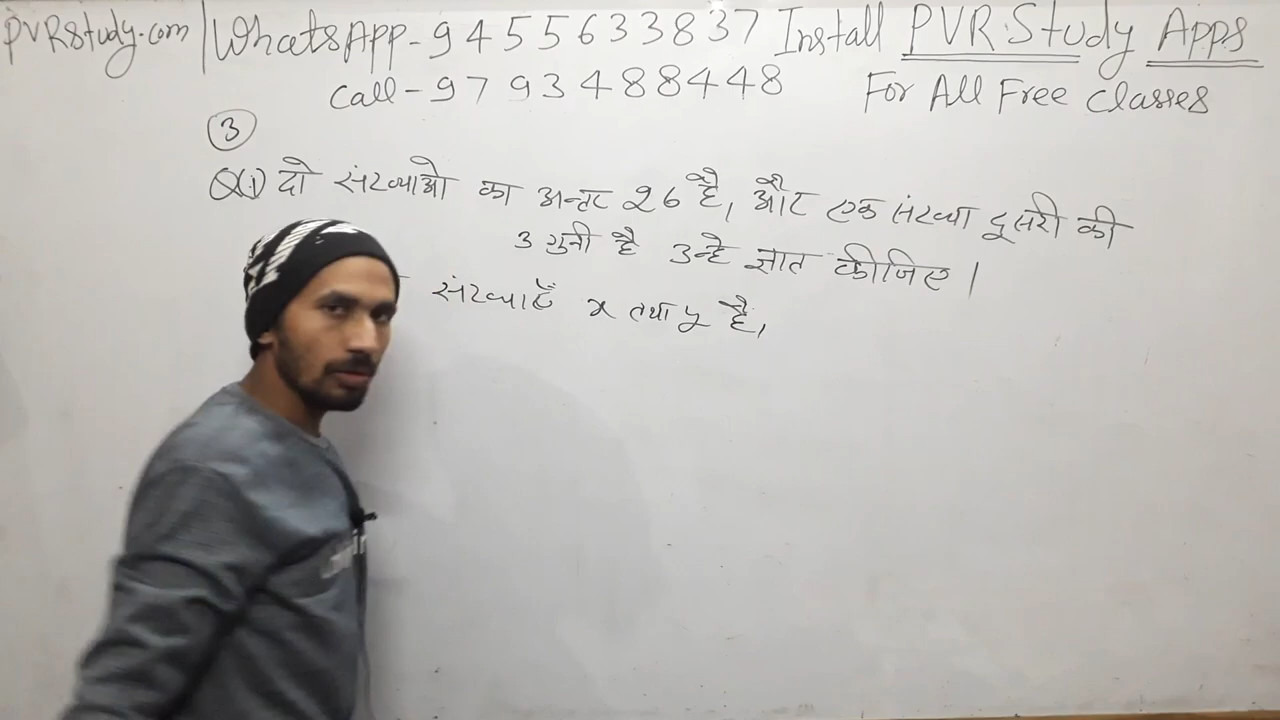 PVRStudy.com | WhatsApp - 9455633837 Install PVR Study Apps
Call - 9793488448 For All Free Classes
3
Q(1) दो संख्याओ का अन्तर 26 है, और एक संख्या दूसरी की
3 गुनी है उन्हे ज्ञात कीजिए।
संख्याएँ x तथा y है,